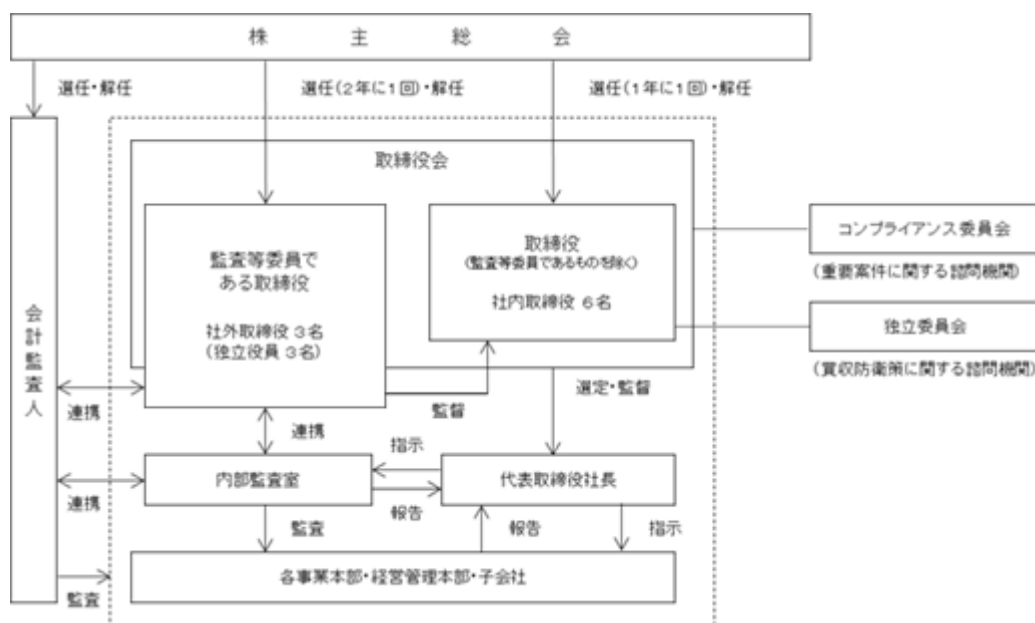 株主総会
選任・解任
選任(2年に1回)・解任
選任(1年に1回)・解任
取締役会
監査等委員で
ある取締役
社外取締役 3名
(独立役員 3名)
取締役
(監査等委員であるものを除く)
社内取締役 6名
コンプライアンス委員会
(重要案件に関する諮問機関)
独立委員会
(買収防衛策に関する諮問機関)
会計監査人
連携
監督
選定・監督
連携
指示
内部監査室
代表取締役社長
連携
報告
監査
報告
指示
各事業本部・経営管理本部・子会社
監査